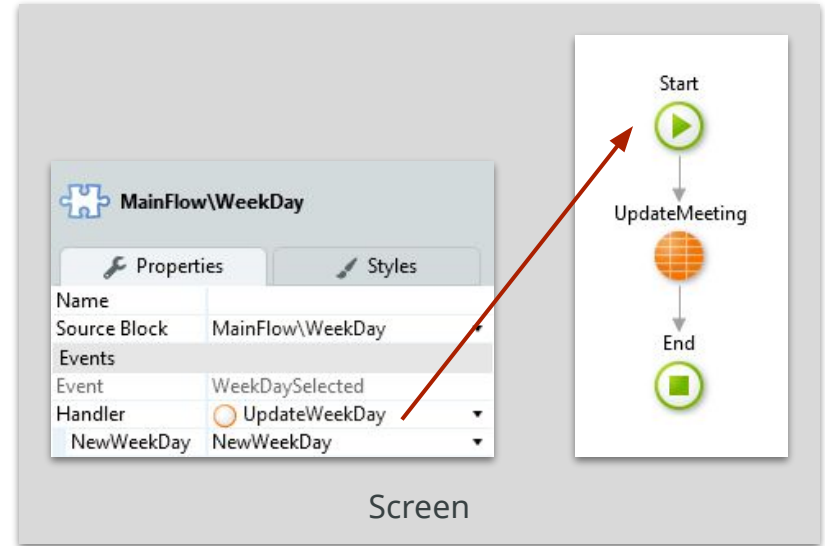 MainFlow\WeekDay
Properties
Styles
Name
Source Block MainFlow\WeekDay
Events
Event WeekDaySelected
Handler UpdateWeekDay
NewWeekDay NewWeekDay
Start
UpdateMeeting
End
Screen